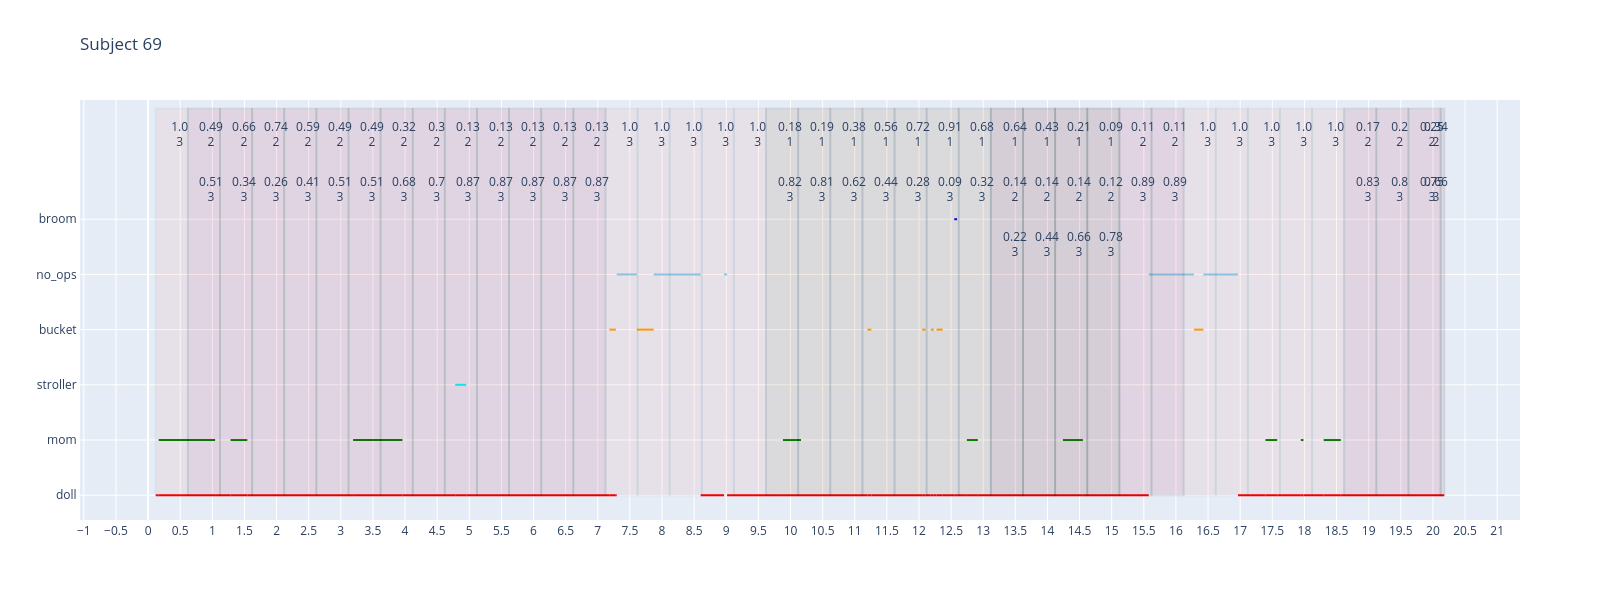 Subject 69
1.0 0.49 0.66 0.74 0.59 0.49 0.49 0.32 0.3 0.13 0.13 0.13 0.13 0.13 1.0 1.0 1.0 1.0 1.0 0.18 0.19 0.38 0.56 0.72 0.91 0.68 0.64 0.43 0.21 0.09 0.11 0.11 1.0 1.0 1.0 1.0 1.0 0.17 0.2
3 2 2 2 2 2 2 2 2 2 2 2 2 2 3 3 3 3 3 1 1 1 1 1 1 1 1 1 1 1 2 2 3 3 3 3 3 2 2 2 2
0.51 0.34 0.26 0.41 0.51 0.51 0.68 0.7 0.87 0.87 0.87 0.87 0.87 0.82 0.81 0.62 0.44 0.28 0.09 0.32 0.14 0.14 0.14 0.12 0.89 0.89 0.83 0.8
3 3 3 3 3 3 3 3 3 3 3 3 3 3 3 3 3 3 3 3 2 2 2 2 3 3 3 3 3 3
broom
0.22 0.44 0.66 0.78
3 3 3 3
no_ops
bucket
stroller
mom
doll
−1 −0.5 0 0.5 1 1.5 2 2.5 3 3.5 4 4.5 5 5.5 6 6.5 7 7.5 8 8.5 9 9.5 10 10.5 11 11.5 12 12.5 13 13.5 14 14.5 15 15.5 16 16.5 17 17.5 18 18.5 19 19.5 20 20.5 21